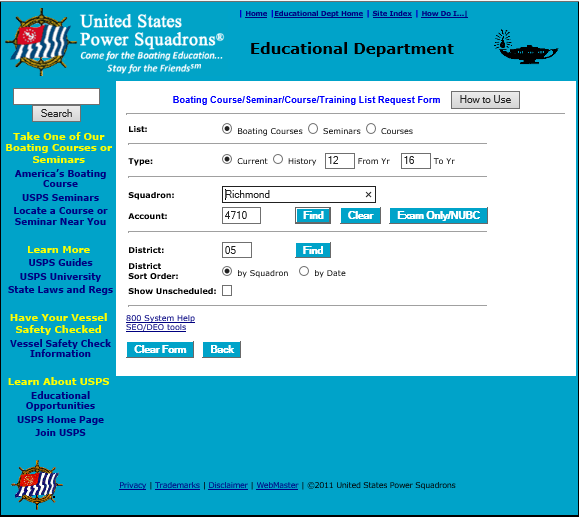 United States
Power Squadrons®
Come for the Boating Education...
Stay for the Friends℠
| Home | Educational Dept Home | Site Index | How Do I...|
Educational Department
Search
Take One of Our
Boating Courses or
Seminars
America's Boating
Course
USPS Seminars
Locate a Course or
Seminar Near You
Learn More
USPS Guides
USPS University
State Laws and Regs
Have Your Vessel
Safety Checked
Vessel Safety Check
Information
Learn About USPS
Educational
Opportunities
USPS Home Page
Join USPS
Boating Course/Seminar/Course/Training List Request Form How to Use
List: Boating Courses Seminars Courses
Type: Current History 12 From Yr 16 To Yr
Squadron: Richmond ×
Account: 4710 Find Clear Exam Only/NUBC
District: 05 Find
District
Sort Order: by Squadron by Date
Show Unscheduled:
800 System Help
SEO/DEO tools
Clear Form Back
Privacy | Trademarks | Disclaimer | WebMaster | ©2011 United States Power Squadrons